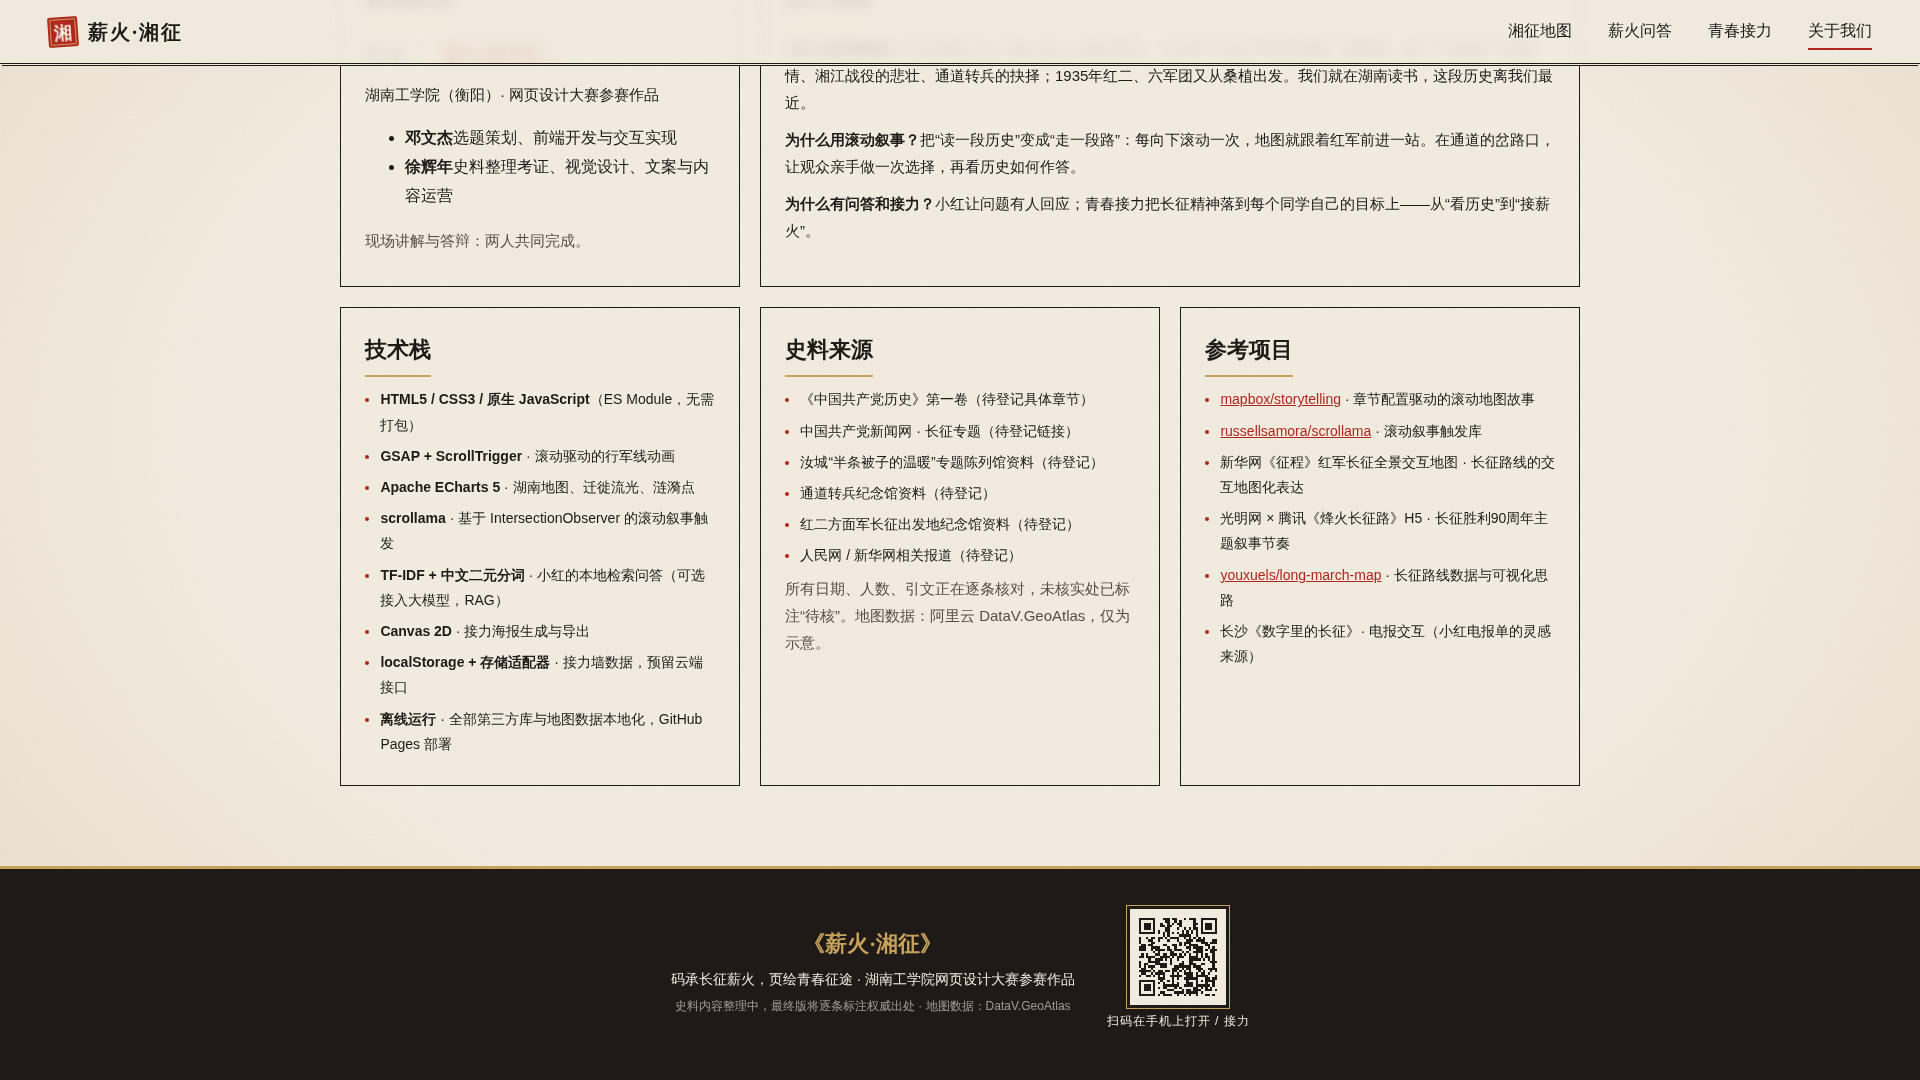 湘 薪火·湘征
湘征地图 薪火问答 青春接力 关于我们
湖南工学院（衡阳）· 网页设计大赛参赛作品
• 邓文杰选题策划、前端开发与交互实现
• 徐辉年史料整理考证、视觉设计、文案与内
容运营
现场讲解与答辩：两人共同完成。
情、湘江战役的悲壮、通道转兵的抉择；1935年红二、六军团又从桑植出发。我们就在湖南读书，这段历史离我们最
近。
为什么用滚动叙事？把“读一段历史”变成“走一段路”：每向下滚动一次，地图就跟着红军前进一站。在通道的岔路口，
让观众亲手做一次选择，再看历史如何作答。
为什么有问答和接力？小红让问题有人回应；青春接力把长征精神落到每个同学自己的目标上——从“看历史”到“接薪
火”。
技术栈
• HTML5 / CSS3 / 原生 JavaScript（ES Module，无需
打包）
• GSAP + ScrollTrigger · 滚动驱动的行军线动画
• Apache ECharts 5 · 湖南地图、迁徙流光、涟漪点
• scrollama · 基于 IntersectionObserver 的滚动叙事触
发
• TF-IDF + 中文二元分词 · 小红的本地检索问答（可选
接入大模型，RAG）
• Canvas 2D · 接力海报生成与导出
• localStorage + 存储适配器 · 接力墙数据，预留云端
接口
• 离线运行 · 全部第三方库与地图数据本地化，GitHub
Pages 部署
史料来源
• 《中国共产党历史》第一卷（待登记具体章节）
• 中国共产党新闻网 · 长征专题（待登记链接）
• 汝城“半条被子的温暖”专题陈列馆资料（待登记）
• 通道转兵纪念馆资料（待登记）
• 红二方面军长征出发地纪念馆资料（待登记）
• 人民网 / 新华网相关报道（待登记）
所有日期、人数、引文正在逐条核对，未核实处已标
注“待核”。地图数据：阿里云 DataV.GeoAtlas，仅为
示意。
参考项目
• mapbox/storytelling · 章节配置驱动的滚动地图故事
• russellsamora/scrollama · 滚动叙事触发库
• 新华网《征程》红军长征全景交互地图 · 长征路线的交
互地图化表达
• 光明网 × 腾讯《烽火长征路》H5 · 长征胜利90周年主
题叙事节奏
• youxuels/long-march-map · 长征路线数据与可视化思
路
• 长沙《数字里的长征》· 电报交互（小红电报单的灵感
来源）
《薪火·湘征》
码承长征薪火，页绘青春征途 · 湖南工学院网页设计大赛参赛作品
史料内容整理中，最终版将逐条标注权威出处 · 地图数据：DataV.GeoAtlas
扫码在手机上打开 / 接力